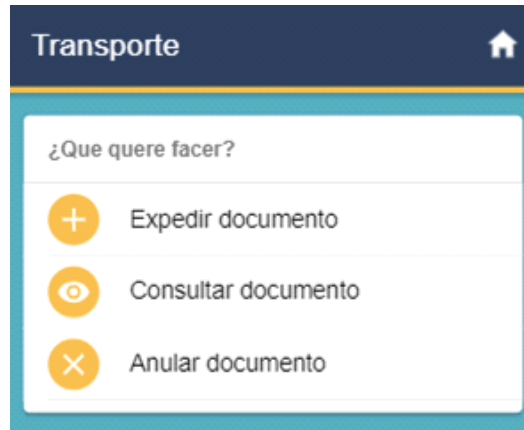 Transporte
¿Que quere facer?
Expedir documento
Consultar documento
Anular documento